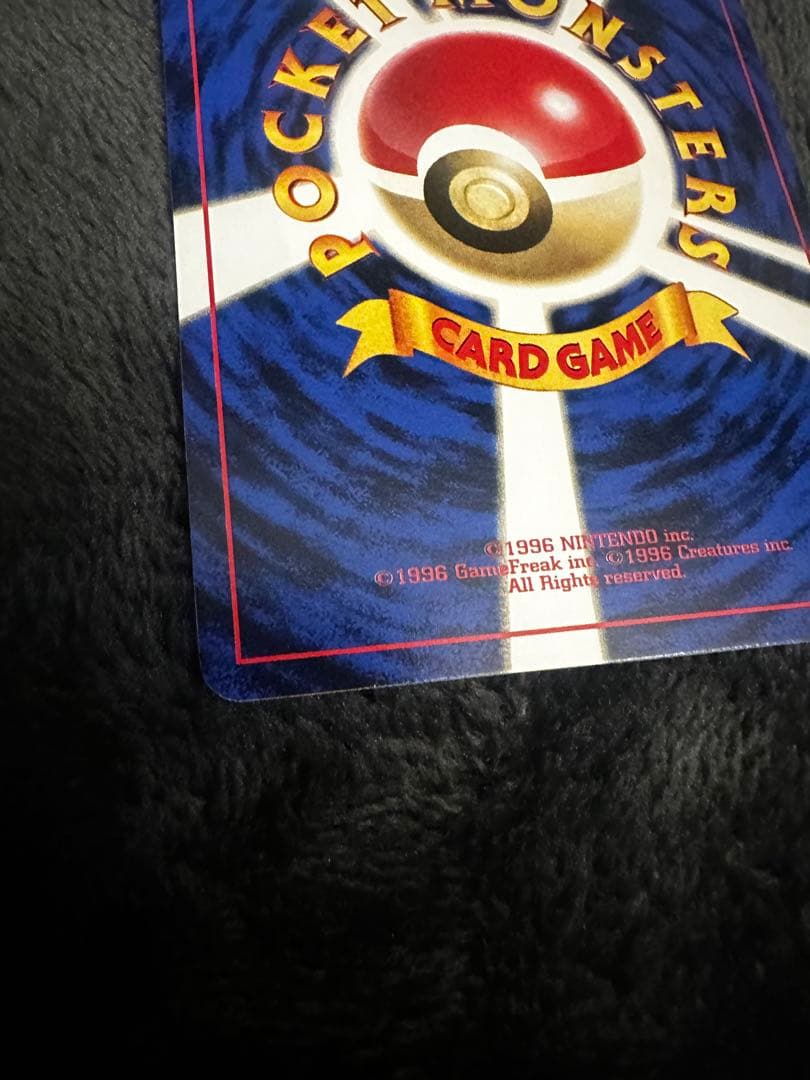 POCKET MONSTERS
CARD GAME
©1996 NINTENDO inc.
©1996 GameFreak inc. ©1996 Creatures inc.
All Rights reserved.